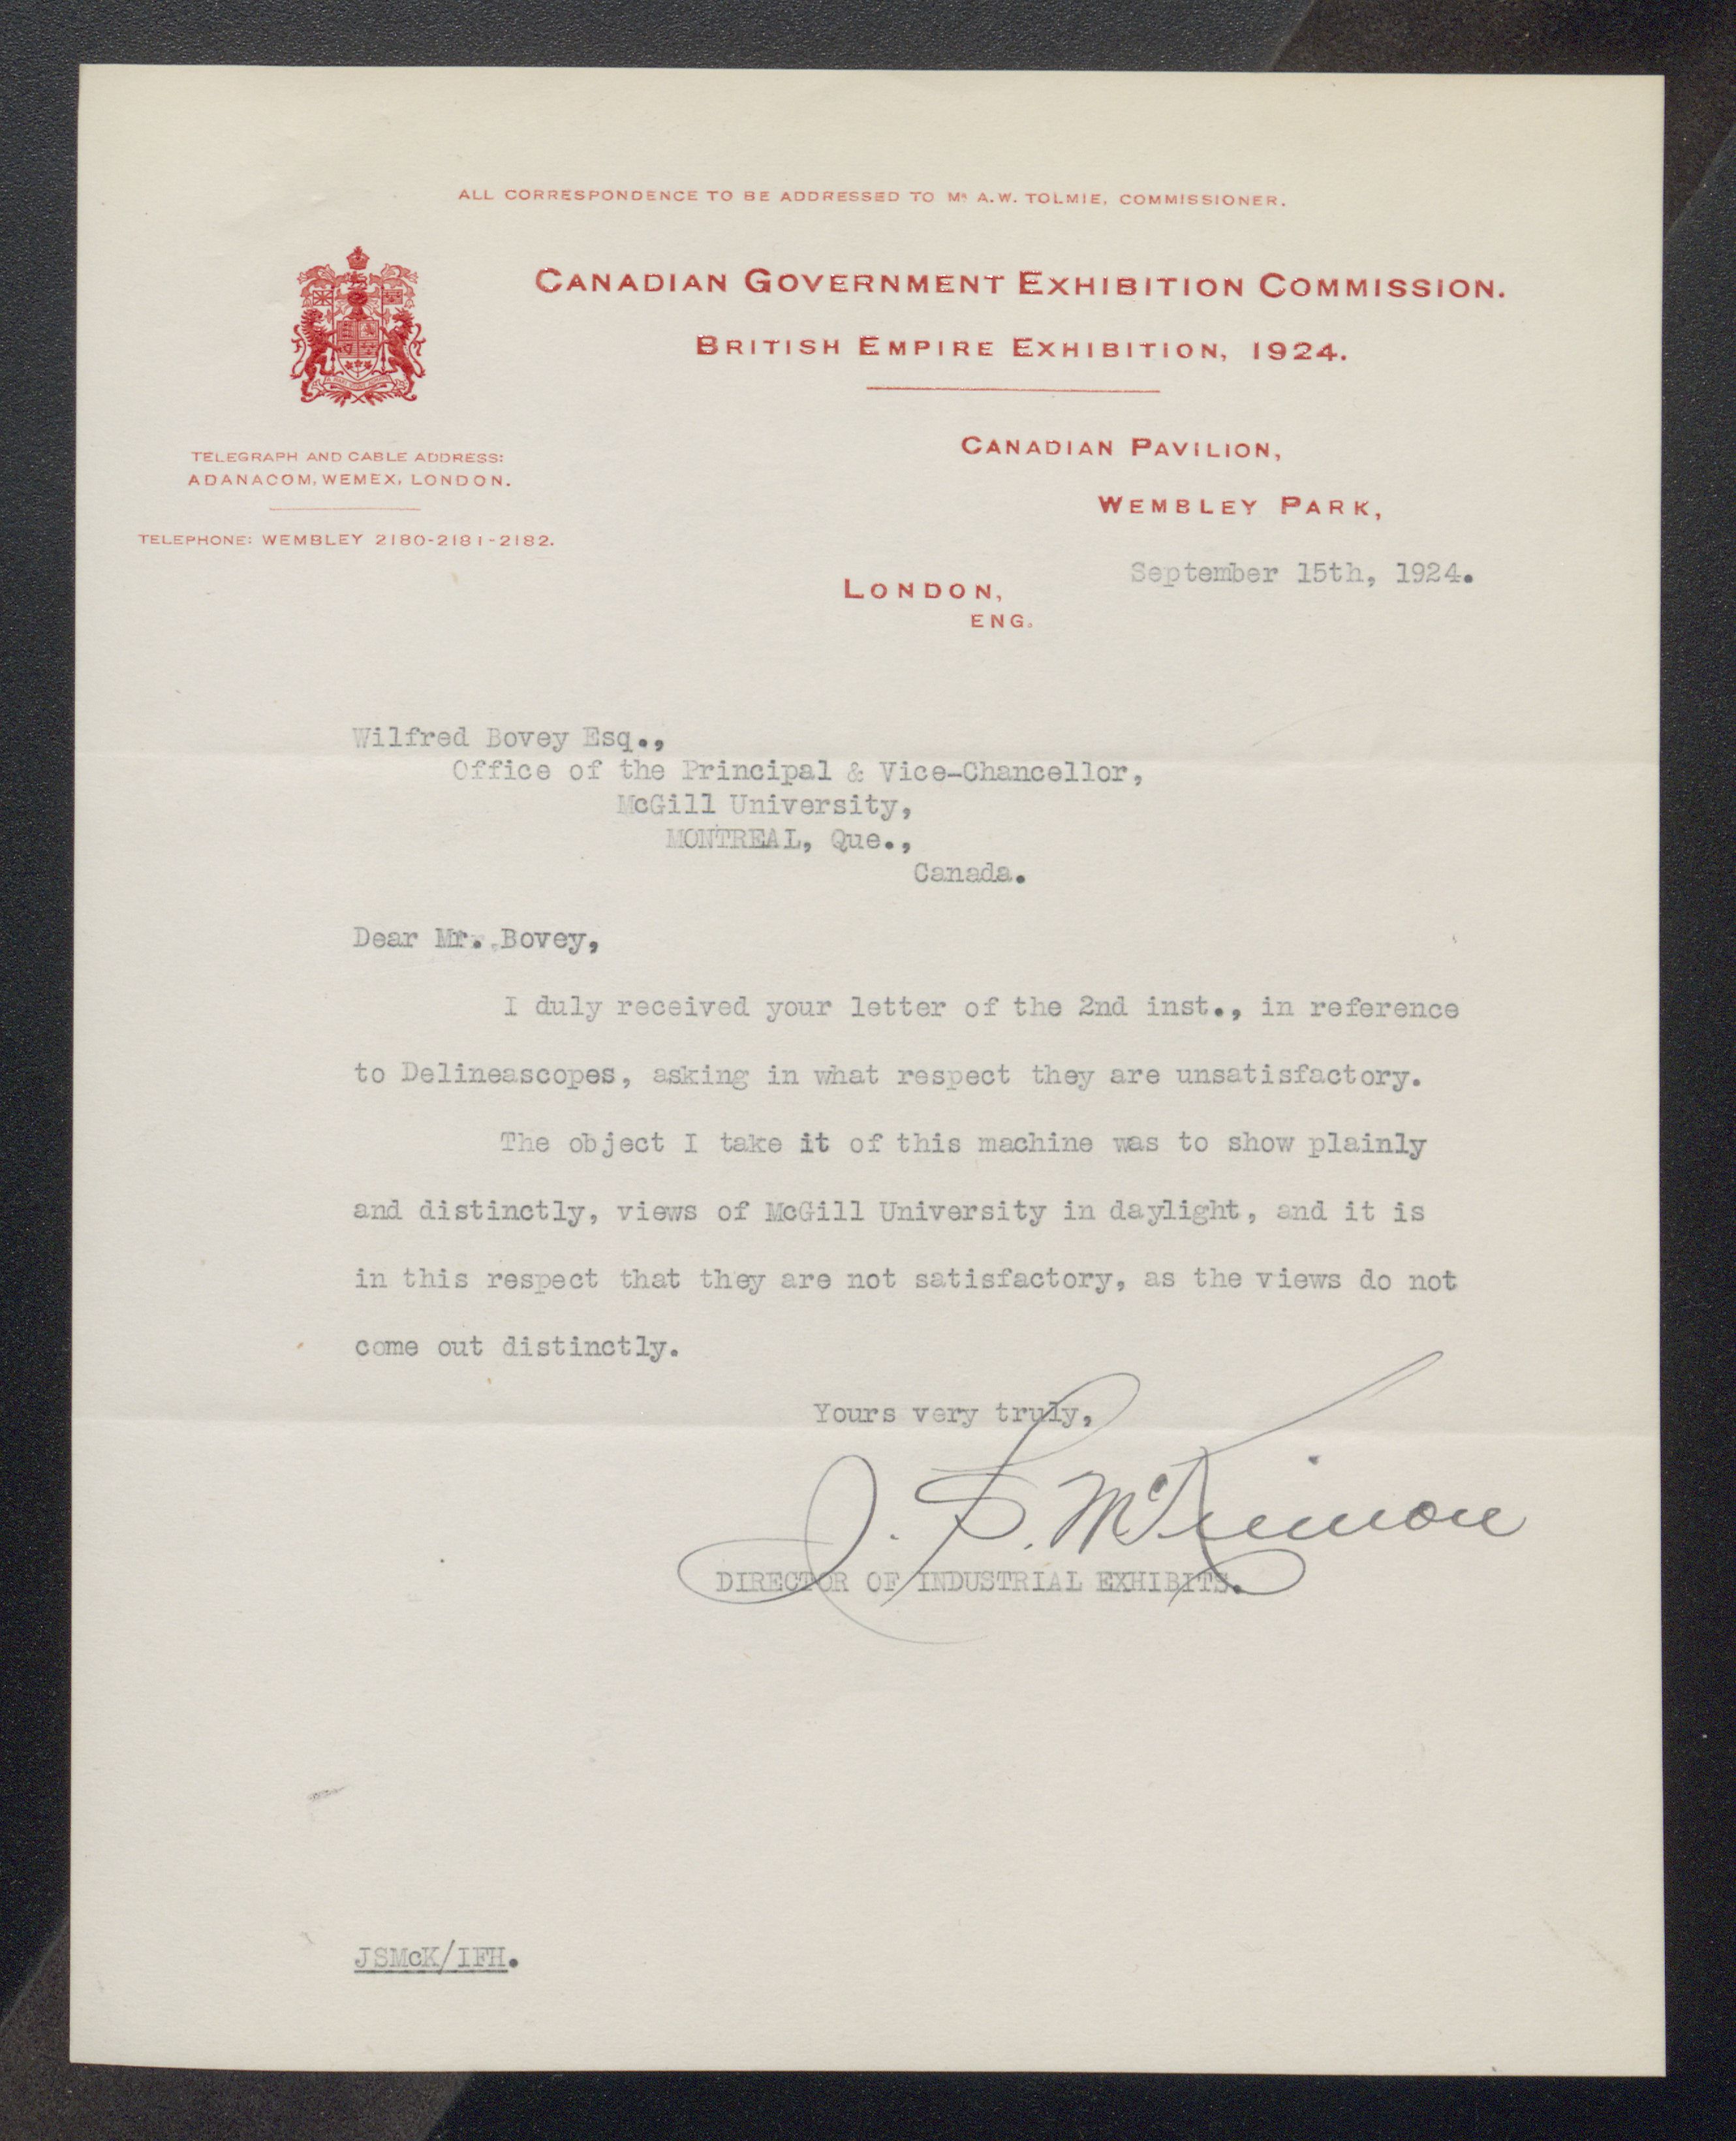 ALL CORRESPONDENCE TO BE ADDRESSED TO Mr A.W. TOLMIE, COMMISSIONER.
CANADIAN GOVERNMENT EXHIBITION COMMISSION.
BRITISH EMPIRE EXHIBITION, 1924.
TELEGRAPH AND CABLE ADDRESS:
ADANACOM, WEMEX, LONDON.
TELEPHONE: WEMBLEY 2180-2181-2182.
CANADIAN PAVILION,
WEMBLEY PARK,
LONDON,
ENG.
September 15th, 1924.
Wilfred Bovey Esq.,
Office of the Principal & Vice-Chancellor,
McGill University,
MONTREAL, Que.,
Canada.
Dear Mr. Bovey,
I duly received your letter of the 2nd inst., in reference
to Delineascopes, asking in what respect they are unsatisfactory.
The object I take it of this machine was to show plainly
and distinctly, views of McGill University in daylight, and it is
in this respect that they are not satisfactory, as the views do not
come out distinctly.
Yours very truly,
J. S. McKinnon
DIRECTOR OF INDUSTRIAL EXHIBITS.
JSMcK/IFH.